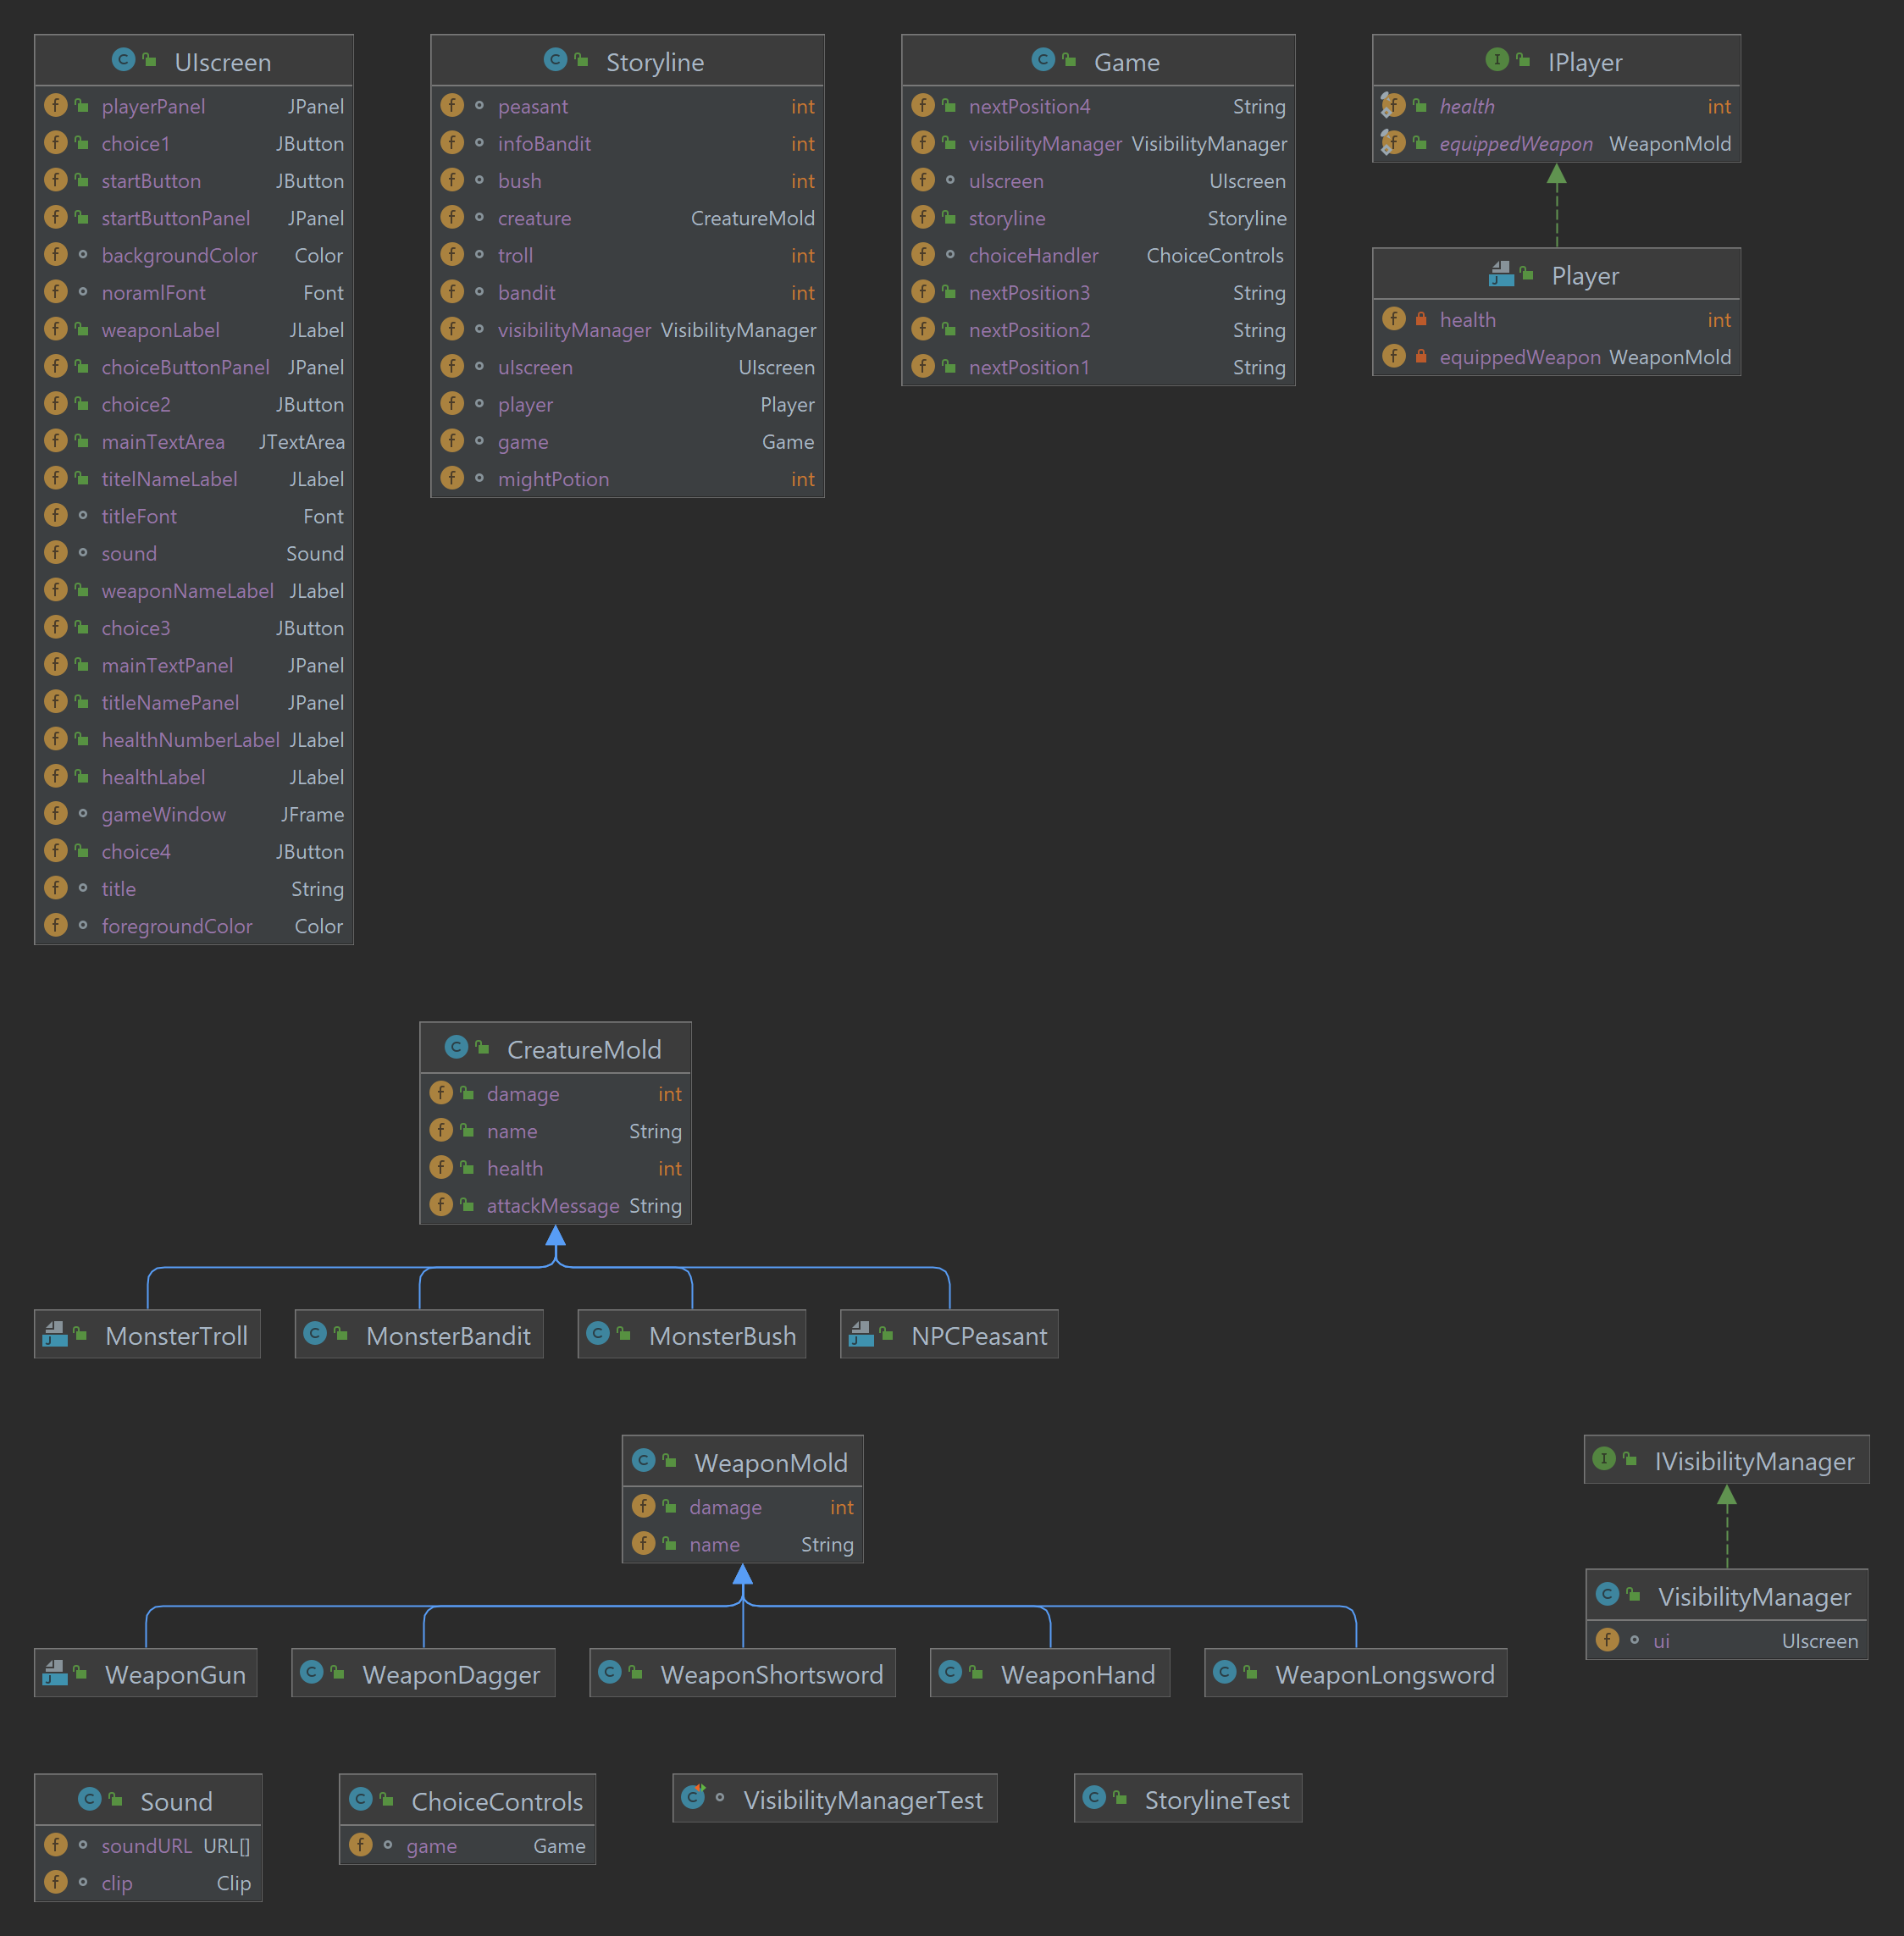 UIscreen
playerPanel JPanel
choice1 JButton
startButton JButton
startButtonPanel JPanel
backgroundColor Color
noramlFont Font
weaponLabel JLabel
choiceButtonPanel JPanel
choice2 JButton
mainTextArea JTextArea
titelNameLabel JLabel
titleFont Font
sound Sound
weaponNameLabel JLabel
choice3 JButton
mainTextPanel JPanel
titleNamePanel JPanel
healthNumberLabel JLabel
healthLabel JLabel
gameWindow JFrame
choice4 JButton
title String
foregroundColor Color
Storyline
peasant int
infoBandit int
bush int
creature CreatureMold
troll int
bandit int
visibilityManager VisibilityManager
uIscreen UIscreen
player Player
game Game
mightPotion int
Game
nextPosition4 String
visibilityManager VisibilityManager
uIscreen UIscreen
storyline Storyline
choiceHandler ChoiceControls
nextPosition3 String
nextPosition2 String
nextPosition1 String
IPlayer
health int
equippedWeapon WeaponMold
Player
health int
equippedWeapon WeaponMold
CreatureMold
damage int
name String
health int
attackMessage String
MonsterTroll
MonsterBandit
MonsterBush
NPCPeasant
WeaponMold
damage int
name String
IVisibilityManager
VisibilityManager
ui UIscreen
WeaponGun
WeaponDagger
WeaponShortsword
WeaponHand
WeaponLongsword
Sound
soundURL URL[]
clip Clip
ChoiceControls
game Game
VisibilityManagerTest
StorylineTest